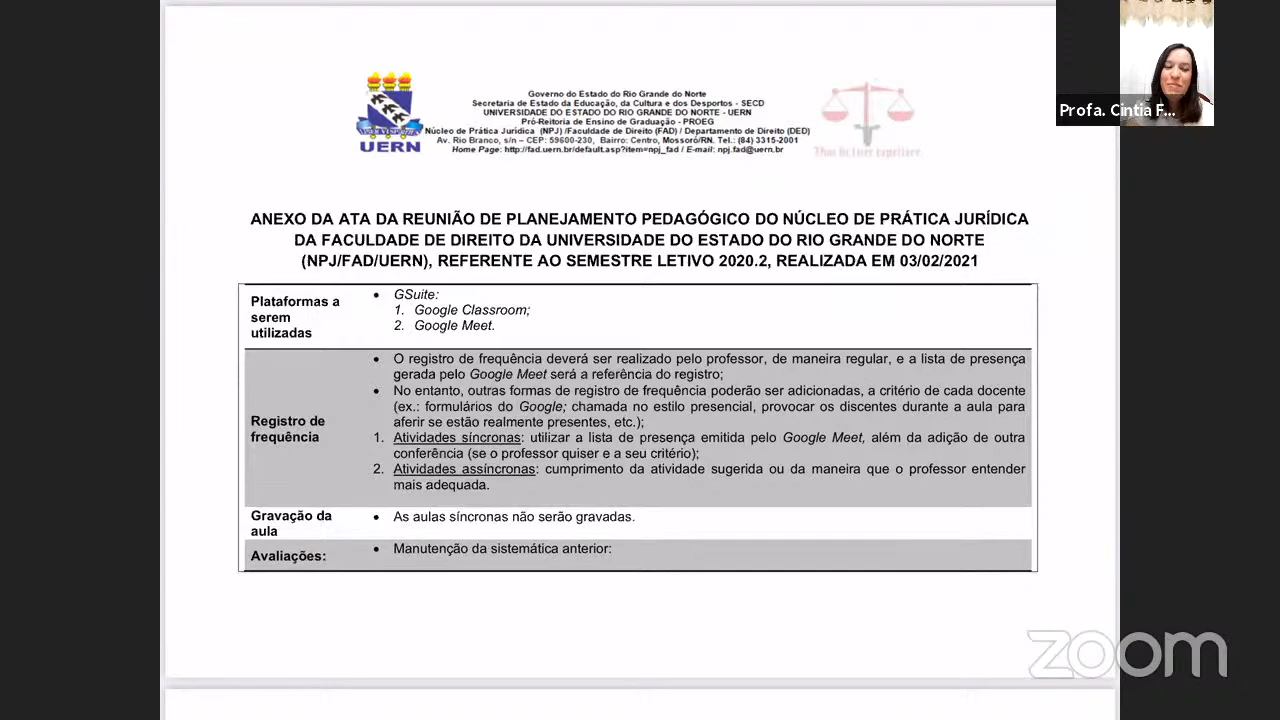 Governo do Estado do Rio Grande do Norte
Secretaria de Estado da Educação, da Cultura e dos Desportos - SECD
UNIVERSIDADE DO ESTADO DO RIO GRANDE DO NORTE - UERN
Pró-Reitoria de Ensino de Graduação - PROEG
Núcleo de Prática Jurídica (NPJ) /Faculdade de Direito (FAD) / Departamento de Direito (DED)
Av. Rio Branco, s/n – CEP: 59600-230, Bairro: Centro, Mossoró/RN. Tel.: (84) 3315-2001
Home Page: http://fad.uern.br/default.asp?item=npj_fad / E-mail: npj.fad@uern.br
UERN
Profa. Cintia F...
ANEXO DA ATA DA REUNIÃO DE PLANEJAMENTO PEDAGÓGICO DO NÚCLEO DE PRÁTICA JURÍDICA
DA FACULDADE DE DIREITO DA UNIVERSIDADE DO ESTADO DO RIO GRANDE DO NORTE
(NPJ/FAD/UERN), REFERENTE AO SEMESTRE LETIVO 2020.2, REALIZADA EM 03/02/2021
Plataformas a
serem
utilizadas
• GSuite:
1. Google Classroom;
2. Google Meet.
Registro de
frequência
• O registro de frequência deverá ser realizado pelo professor, de maneira regular, e a lista de presença
gerada pelo Google Meet será a referência do registro;
• No entanto, outras formas de registro de frequência poderão ser adicionadas, a critério de cada docente
(ex.: formulários do Google; chamada no estilo presencial, provocar os discentes durante a aula para
aferir se estão realmente presentes, etc.);
1. Atividades síncronas: utilizar a lista de presença emitida pelo Google Meet, além da adição de outra
conferência (se o professor quiser e a seu critério);
2. Atividades assíncronas: cumprimento da atividade sugerida ou da maneira que o professor entender
mais adequada.
Gravação da
aula
• As aulas síncronas não serão gravadas.
Avaliações:
• Manutenção da sistemática anterior:
zoom